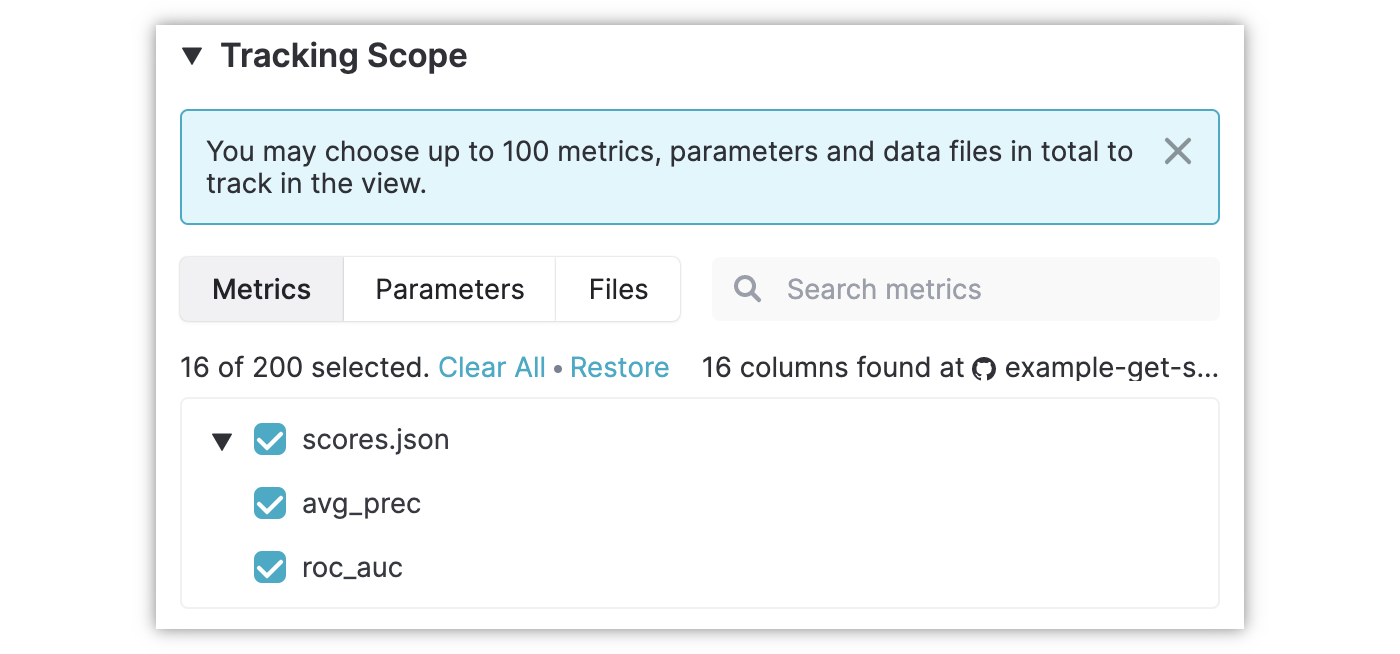 Tracking Scope
You may choose up to 100 metrics, parameters and data files in total to
track in the view.
Metrics Parameters Files Search metrics
16 of 200 selected. Clear All • Restore 16 columns found at example-get-s...
scores.json
avg_prec
roc_auc